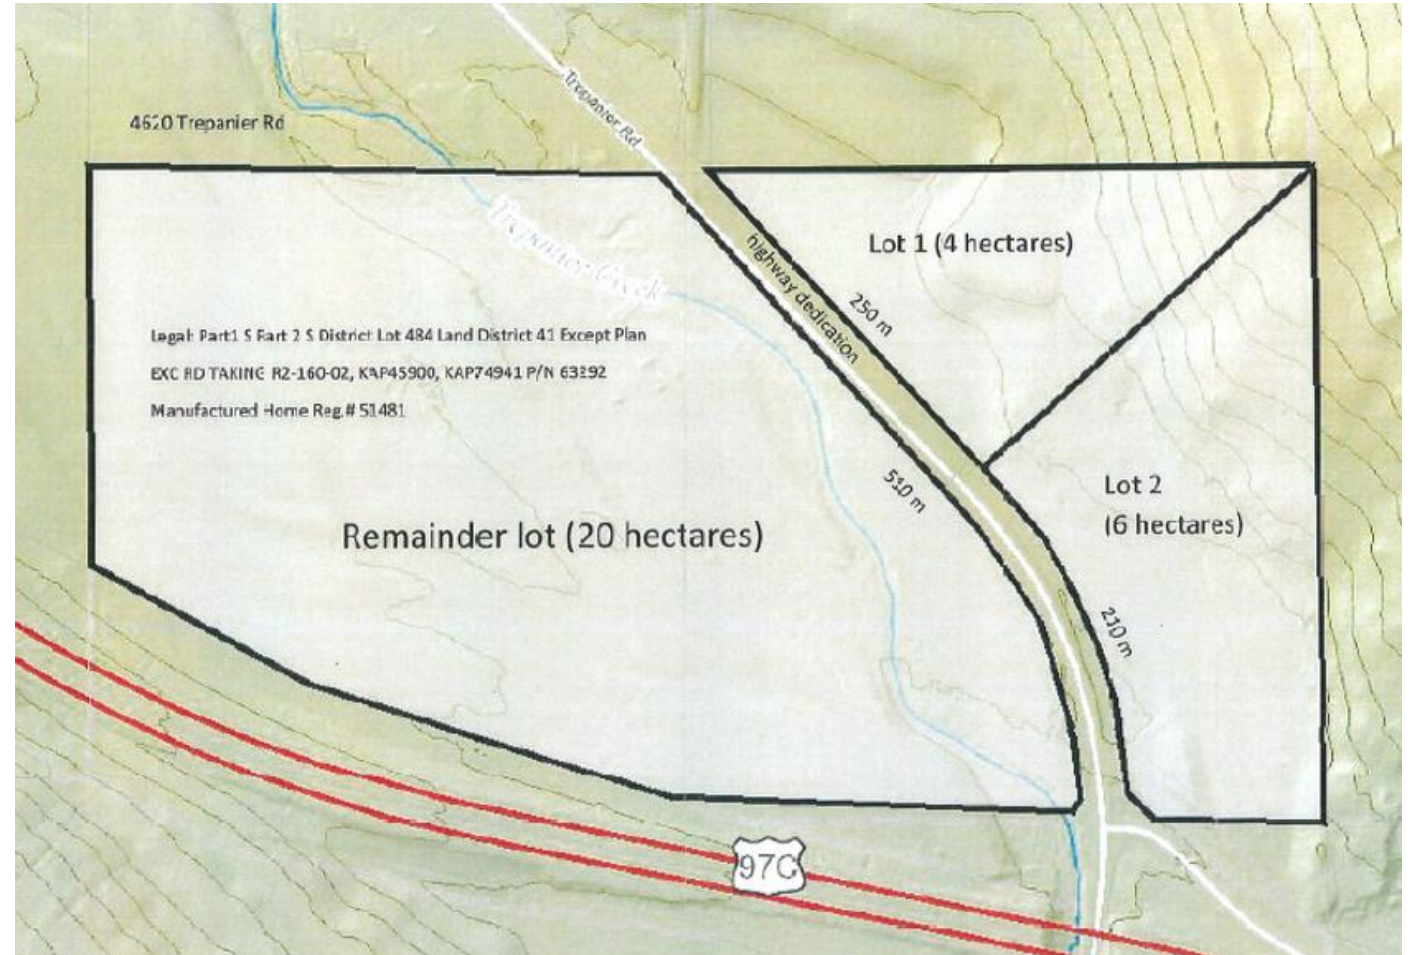 4620 Trepanier Rd
Trepanier Rd
Trepanier Creek
highway dedication
Lot 1 (4 hectares)
250 m
Legal: Part1 S Part 2 S District Lot 484 Land District 41 Except Plan
EXC RD TAKING R2-160-02, KAP45900, KAP74941 P/N 63292
Manufactured Home Reg.# 51481
510 m
Lot 2
(6 hectares)
Remainder lot (20 hectares)
210 m
97C